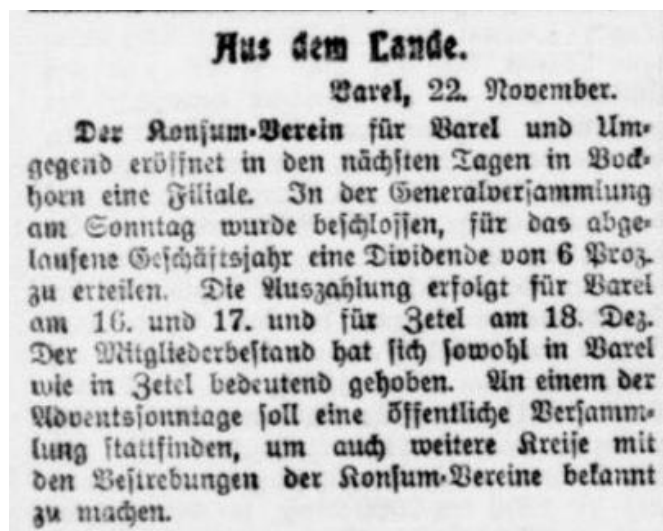 Aus dem Lande.
Varel, 22. November.
Der Konsum-Verein für Varel und Um-
gegend eröffnet in den nächsten Tagen in Bock-
horn eine Filiale. In der Generalversammlung
am Sonntag wurde beschlossen, für das abge-
laufene Geschäftsjahr eine Dividende von 6 Proz.
zu erteilen. Die Auszahlung erfolgt für Varel
am 16. und 17. und für Zetel am 18. Dez.
Der Mitgliederbestand hat sich sowohl in Varel
wie in Zetel bedeutend gehoben. An einem der
Adventssonntage soll eine öffentliche Versamm-
lung stattfinden, um auch weitere Kreise mit
den Bestrebungen der Konsum-Vereine bekannt
zu machen.